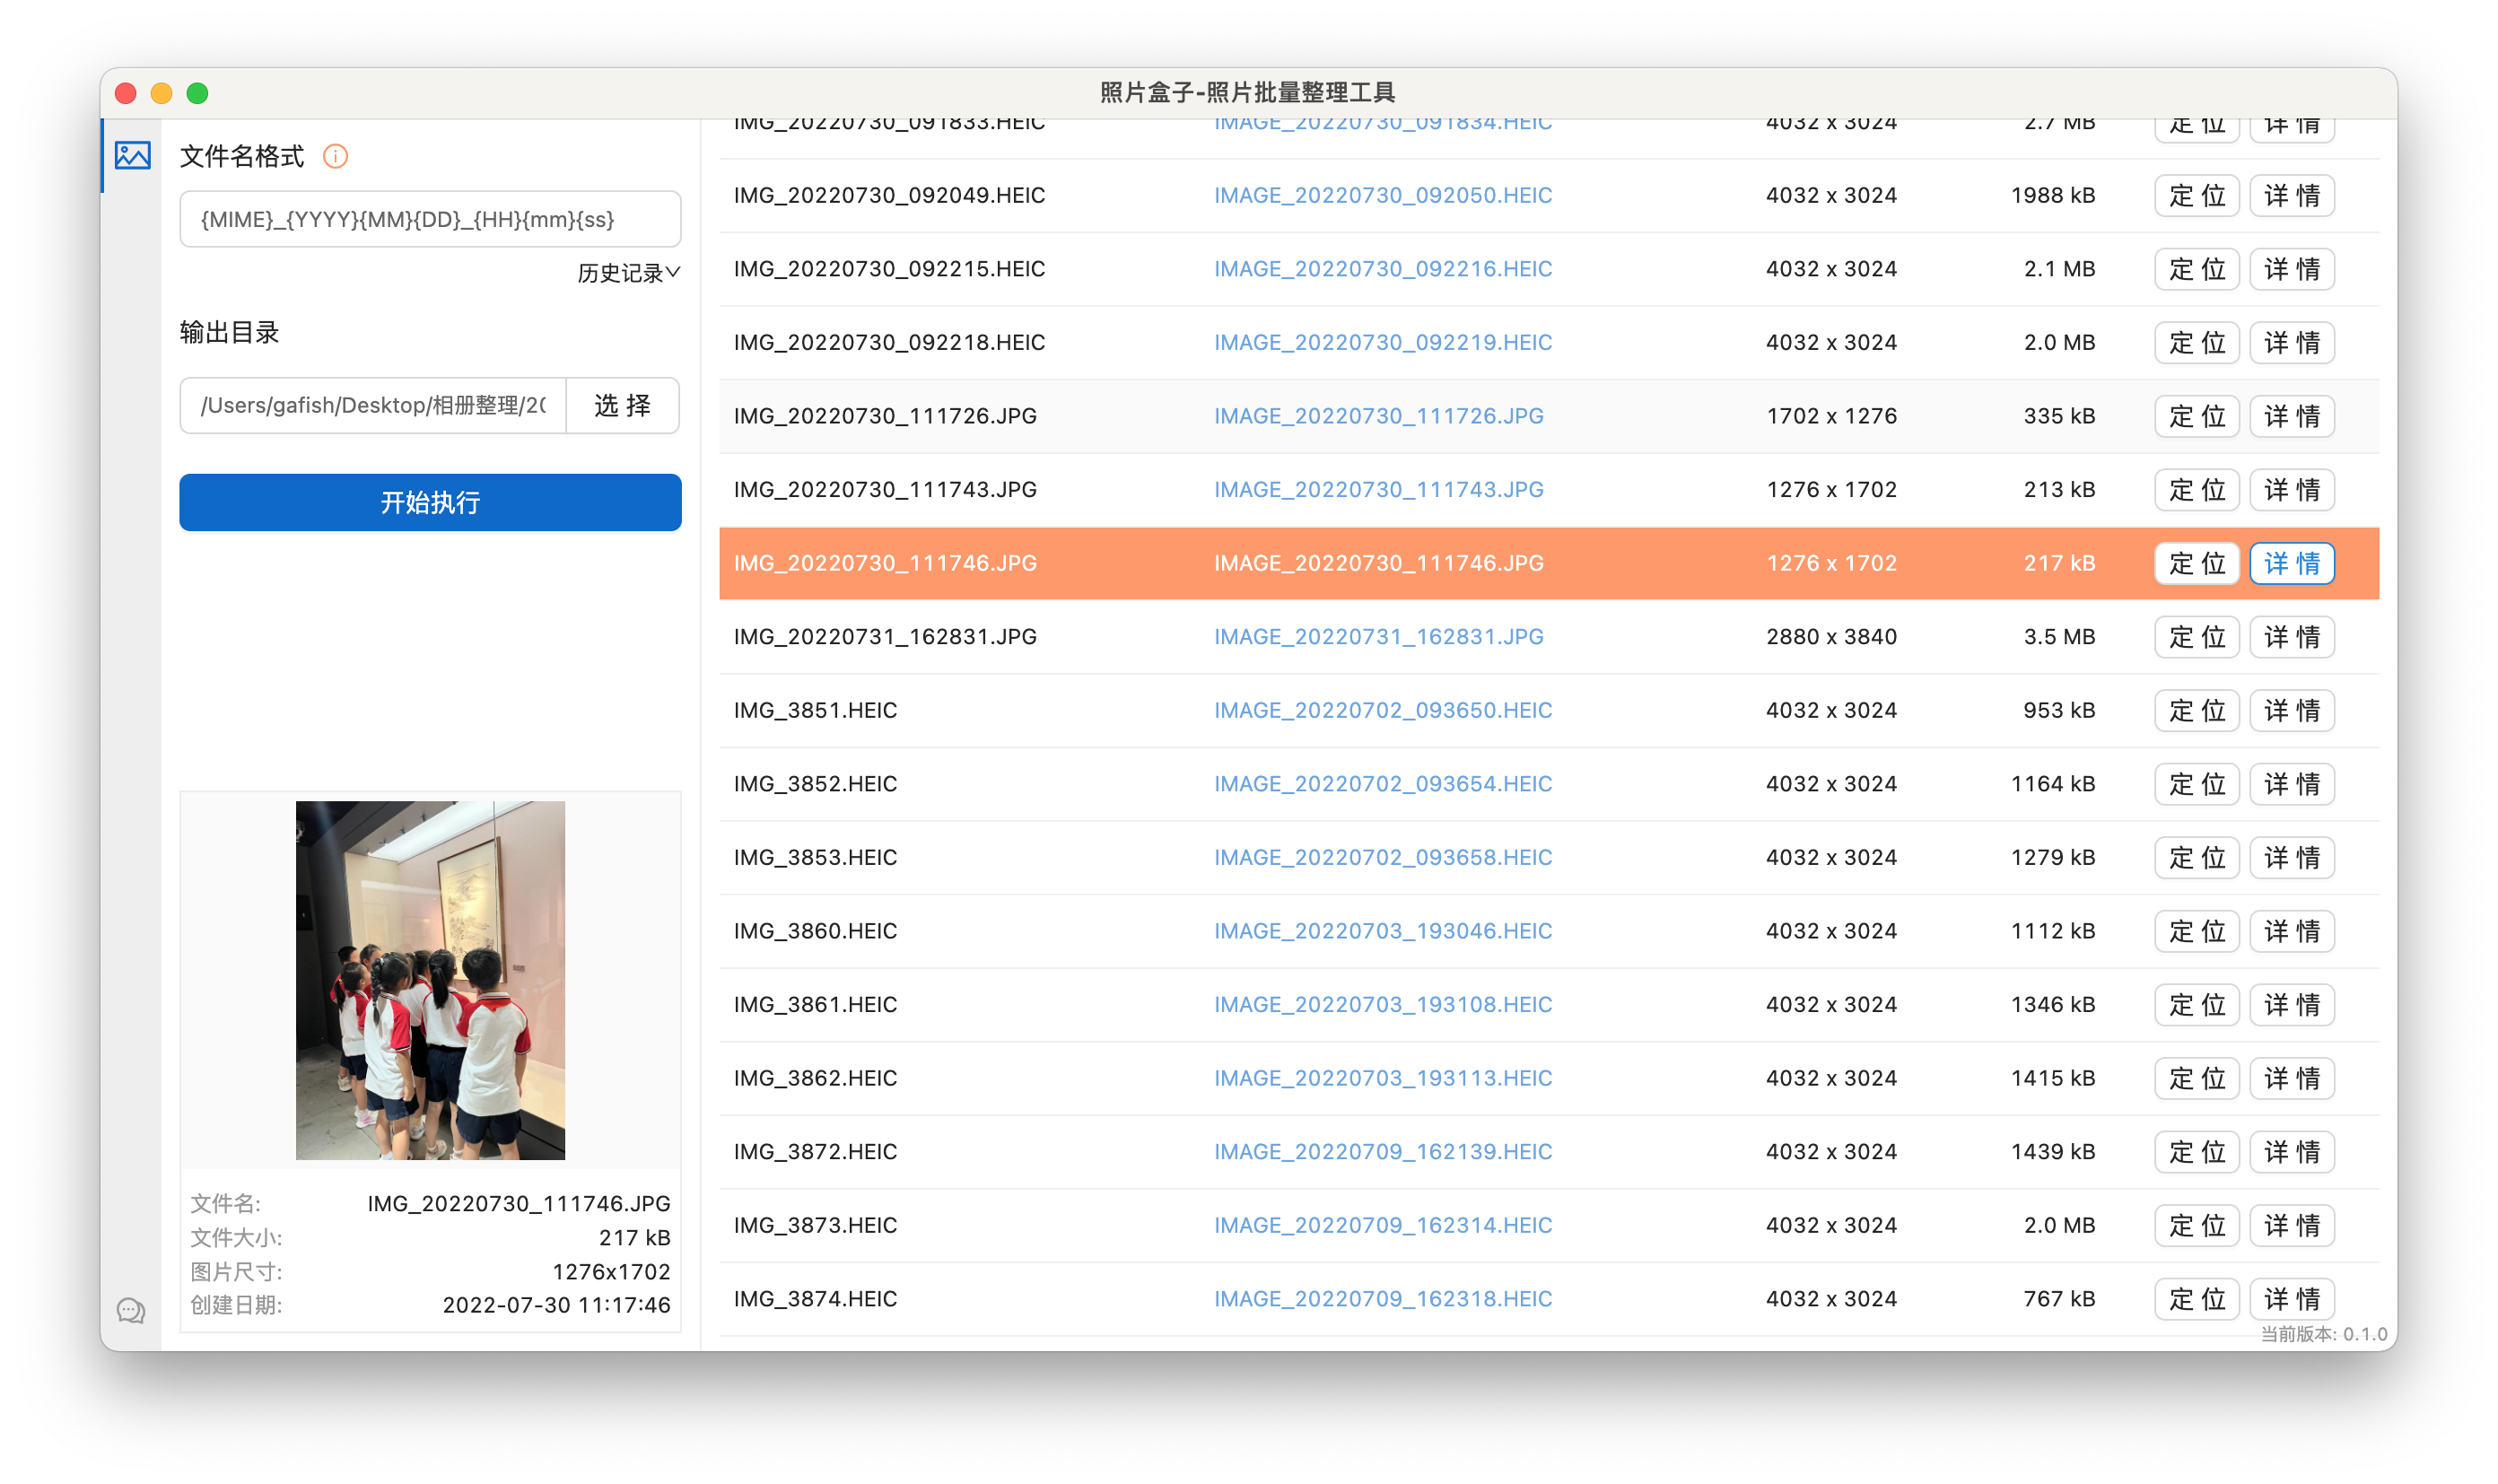 照片盒子-照片批量整理工具
文件名格式
{MIME}_{YYYY}{MM}{DD}_{HH}{mm}{ss}
历史记录
输出目录
/Users/gafish/Desktop/相册整理/20
选 择
开始执行
文件名: IMG_20220730_111746.JPG
文件大小: 217 kB
图片尺寸: 1276x1702
创建日期: 2022-07-30 11:17:46
IMG_20220730_091833.HEIC IMAGE_20220730_091834.HEIC 4032 x 3024 2.7 MB 定 位 详 情
IMG_20220730_092049.HEIC IMAGE_20220730_092050.HEIC 4032 x 3024 1988 kB 定 位 详 情
IMG_20220730_092215.HEIC IMAGE_20220730_092216.HEIC 4032 x 3024 2.1 MB 定 位 详 情
IMG_20220730_092218.HEIC IMAGE_20220730_092219.HEIC 4032 x 3024 2.0 MB 定 位 详 情
IMG_20220730_111726.JPG IMAGE_20220730_111726.JPG 1702 x 1276 335 kB 定 位 详 情
IMG_20220730_111743.JPG IMAGE_20220730_111743.JPG 1276 x 1702 213 kB 定 位 详 情
IMG_20220730_111746.JPG IMAGE_20220730_111746.JPG 1276 x 1702 217 kB 定 位 详 情
IMG_20220731_162831.JPG IMAGE_20220731_162831.JPG 2880 x 3840 3.5 MB 定 位 详 情
IMG_3851.HEIC IMAGE_20220702_093650.HEIC 4032 x 3024 953 kB 定 位 详 情
IMG_3852.HEIC IMAGE_20220702_093654.HEIC 4032 x 3024 1164 kB 定 位 详 情
IMG_3853.HEIC IMAGE_20220702_093658.HEIC 4032 x 3024 1279 kB 定 位 详 情
IMG_3860.HEIC IMAGE_20220703_193046.HEIC 4032 x 3024 1112 kB 定 位 详 情
IMG_3861.HEIC IMAGE_20220703_193108.HEIC 4032 x 3024 1346 kB 定 位 详 情
IMG_3862.HEIC IMAGE_20220703_193113.HEIC 4032 x 3024 1415 kB 定 位 详 情
IMG_3872.HEIC IMAGE_20220709_162139.HEIC 4032 x 3024 1439 kB 定 位 详 情
IMG_3873.HEIC IMAGE_20220709_162314.HEIC 4032 x 3024 2.0 MB 定 位 详 情
IMG_3874.HEIC IMAGE_20220709_162318.HEIC 4032 x 3024 767 kB 定 位 详 情
当前版本: 0.1.0